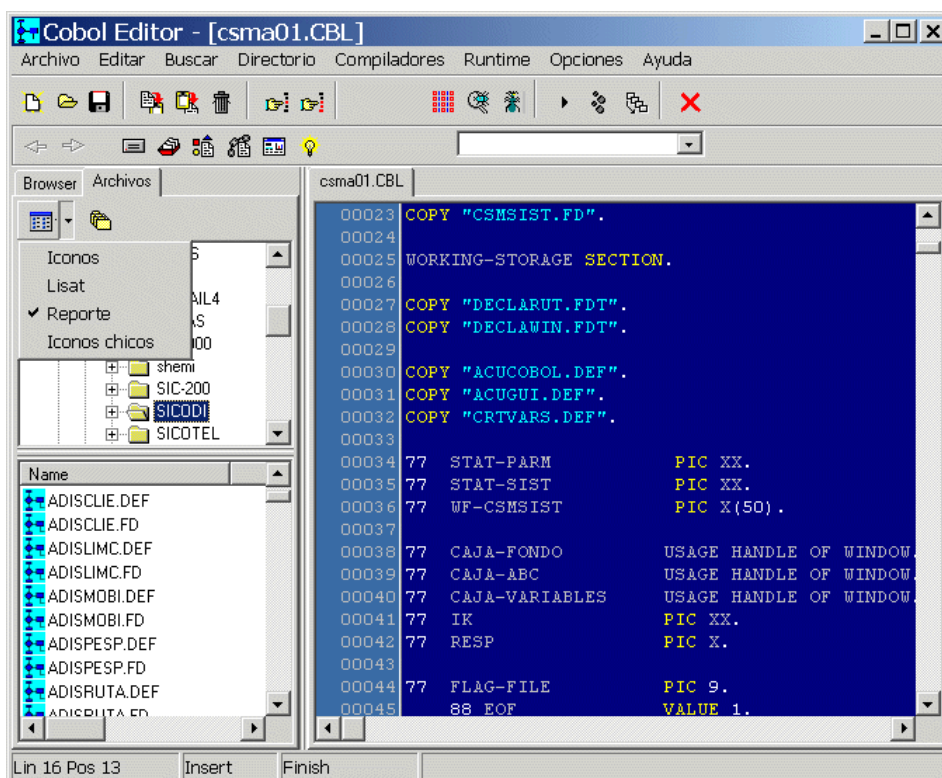 Cobol Editor - [csma01.CBL]
Archivo Editar Buscar Directorio Compiladores Runtime Opciones Ayuda
Browser Archivos
csma01.CBL
Iconos
Lisat
Reporte
Iconos chicos
shemi
SIC-200
SICODI
SICOTEL
Name
ADISCLIE.DEF
ADISCLIE.FD
ADISLIMC.DEF
ADISLIMC.FD
ADISMOBI.DEF
ADISMOBI.FD
ADISPESP.DEF
ADISPESP.FD
ADISRUTA.DEF
ADISRUTA.FD
00023 COPY "CSMSIST.FD".
00024
00025 WORKING-STORAGE SECTION.
00026
00027 COPY "DECLARUT.FDT".
00028 COPY "DECLAWIN.FDT".
00029
00030 COPY "ACUCOBOL.DEF".
00031 COPY "ACUGUI.DEF".
00032 COPY "CRTVARS.DEF".
00033
00034 77 STAT-PARM PIC XX.
00035 77 STAT-SIST PIC XX.
00036 77 WF-CSMSIST PIC X(50).
00037
00038 77 CAJA-FONDO USAGE HANDLE OF WINDOW.
00039 77 CAJA-ABC USAGE HANDLE OF WINDOW.
00040 77 CAJA-VARIABLES USAGE HANDLE OF WINDOW.
00041 77 IK PIC XX.
00042 77 RESP PIC X.
00043
00044 77 FLAG-FILE PIC 9.
00045 88 EOF VALUE 1.
Lin 16 Pos 13 Insert Finish